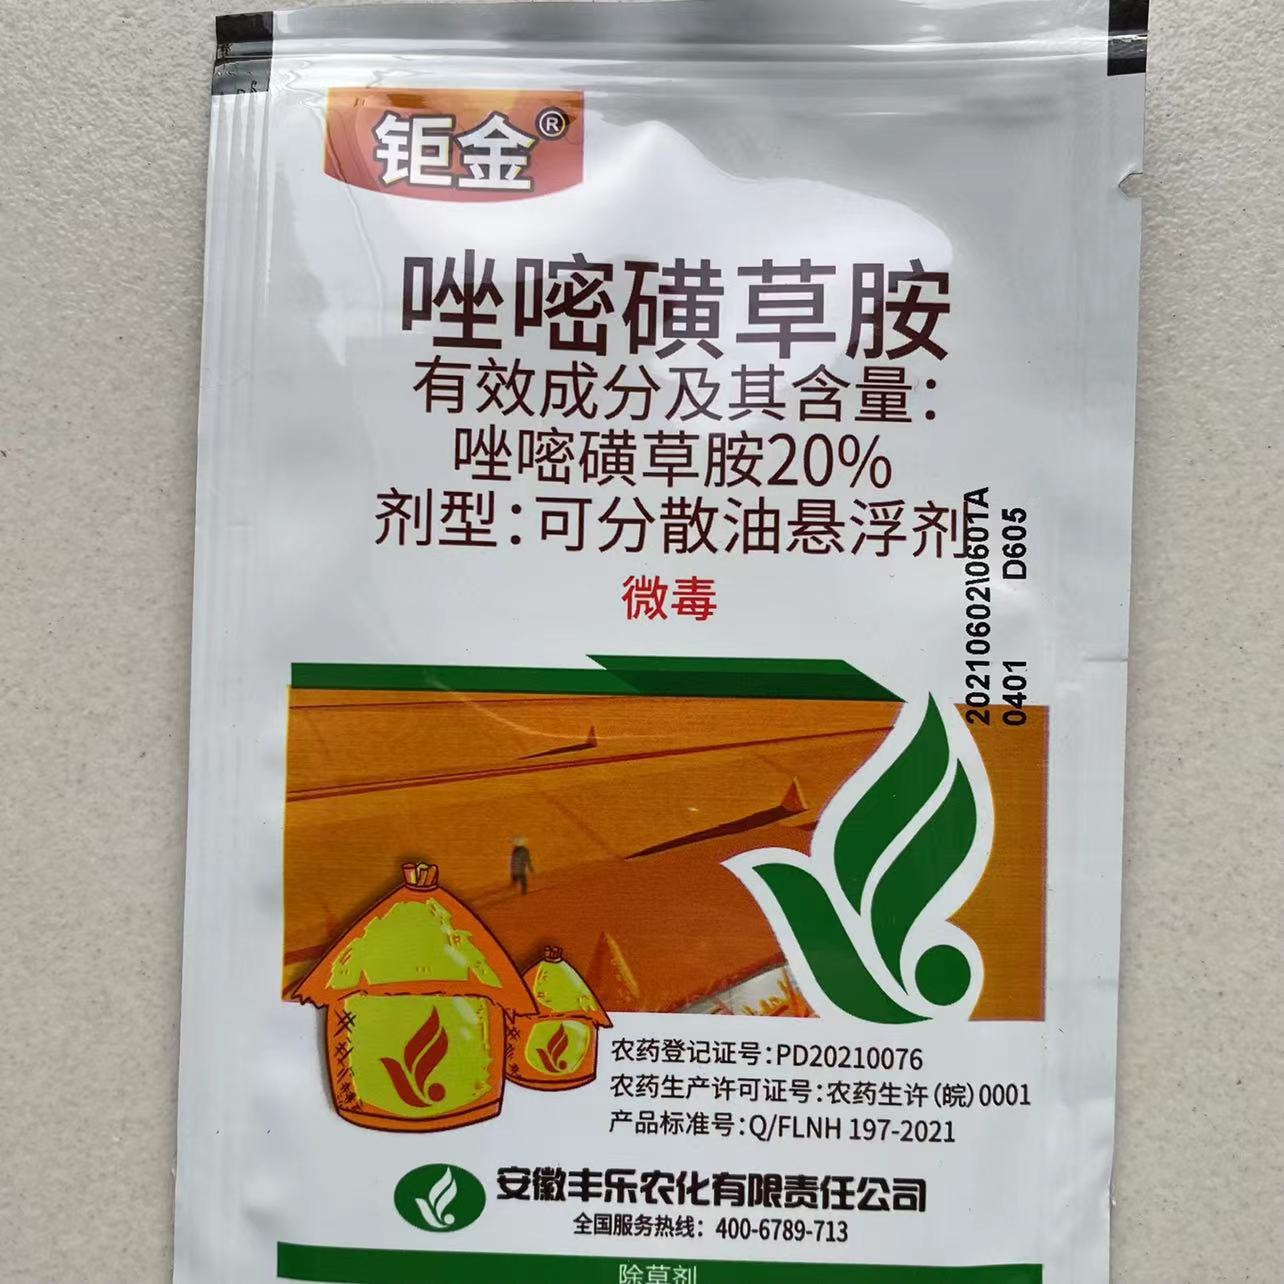 钜金®
唑嘧磺草胺
有效成分及其含量：
唑嘧磺草胺20%
剂型：可分散油悬浮剂
微毒
20210602\0601A
0401 D605
农药登记证号：PD20210076
农药生产许可证号：农药生许（皖）0001
产品标准号：Q/FLNH 197-2021
安徽丰乐农化有限责任公司
全国服务热线：400-6789-713
除草剂